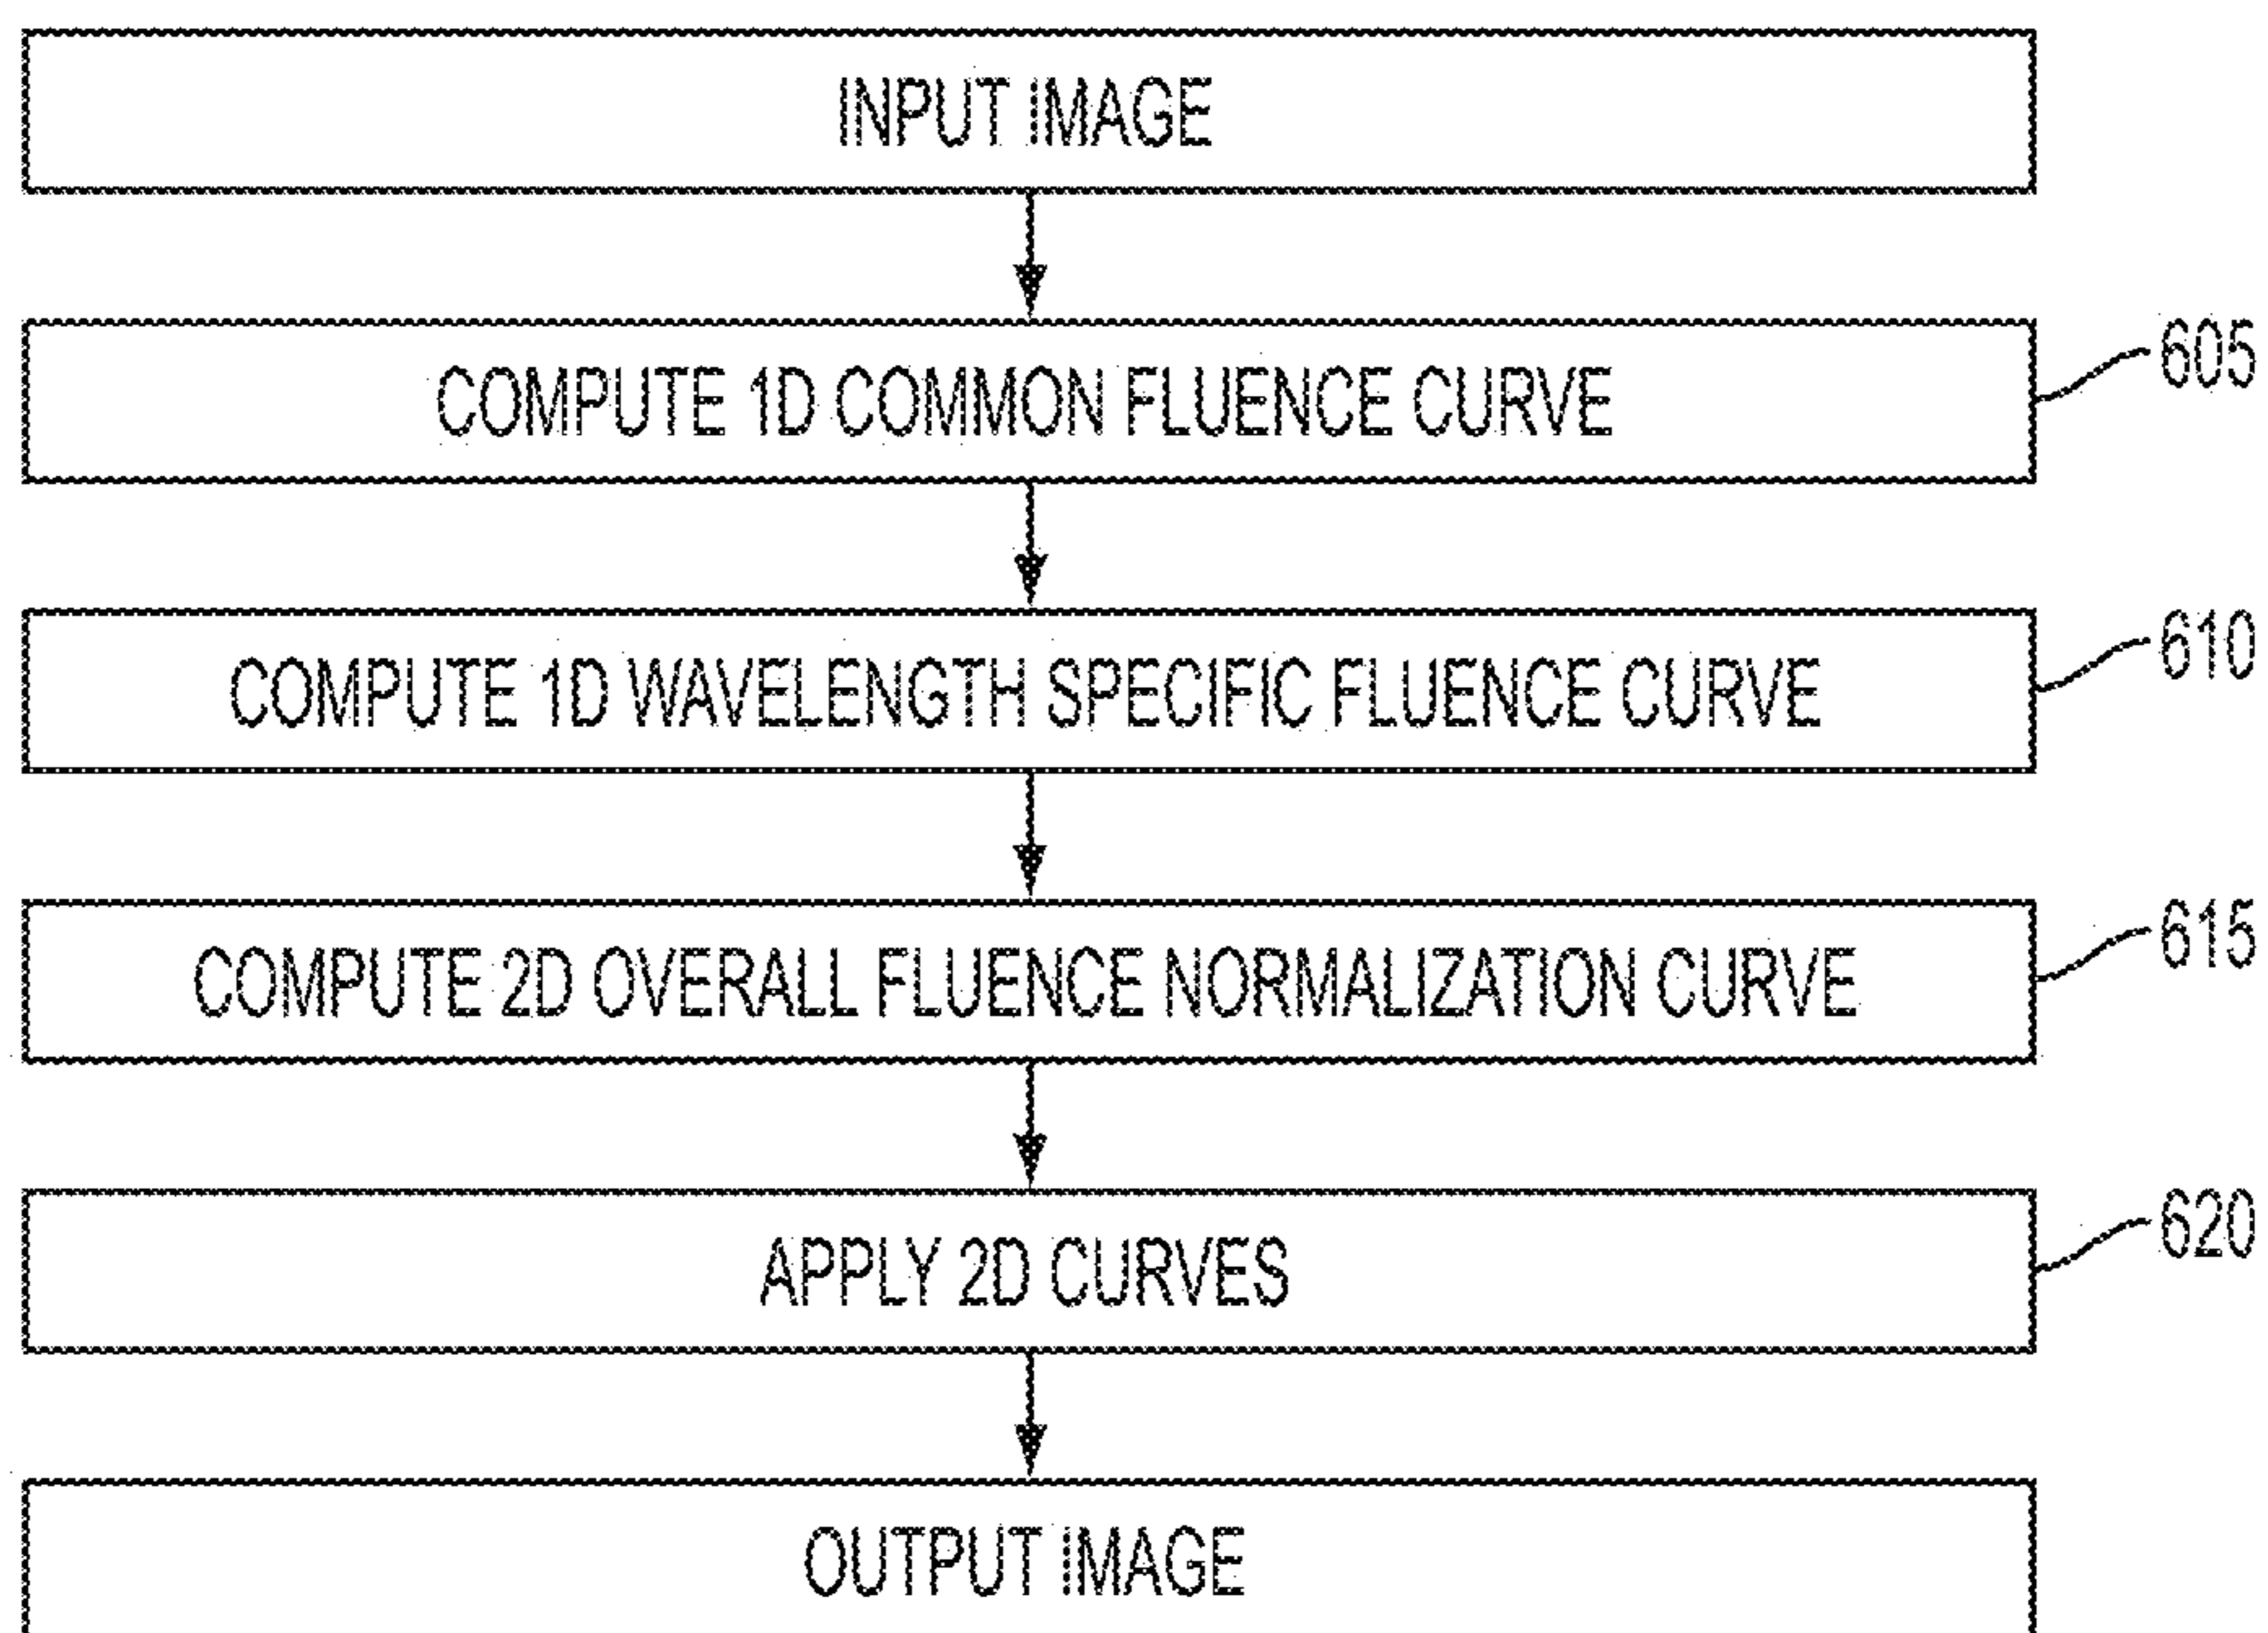 INPUT IMAGE
COMPUTE 1D COMMON FLUENCE CURVE
605
COMPUTE 1D WAVELENGTH SPECIFIC FLUENCE CURVE
610
COMPUTE 2D OVERALL FLUENCE NORMALIZATION CURVE
615
APPLY 2D CURVES
620
OUTPUT IMAGE